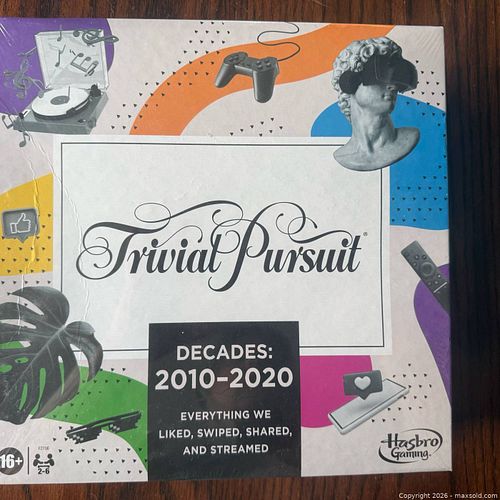 Trivial Pursuit®
DECADES:
2010–2020
EVERYTHING WE
LIKED, SWIPED, SHARED,
AND STREAMED
16+
2-6
Hasbro
Gaming™
Copyright 2026 - maxsold.com